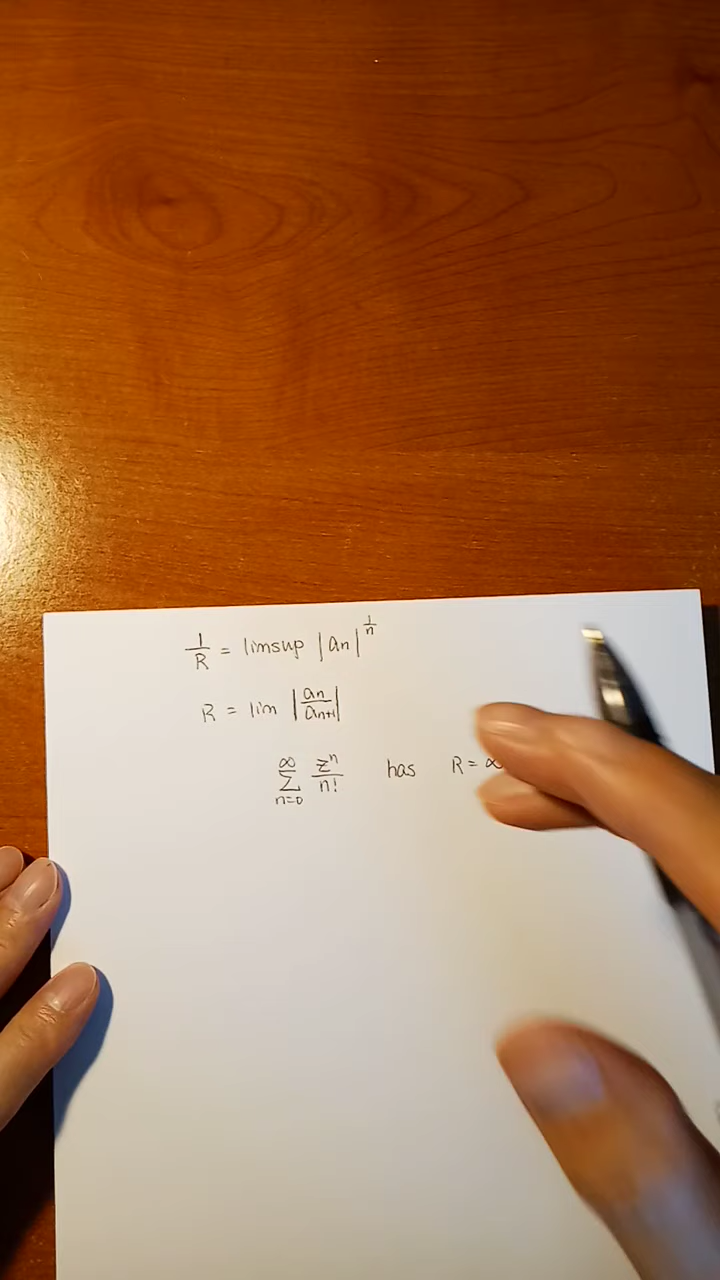 1/R = limsup |an|^1/n
R = lim |an/an+1|
∞∑n=0 z^n/n! has R = ∞